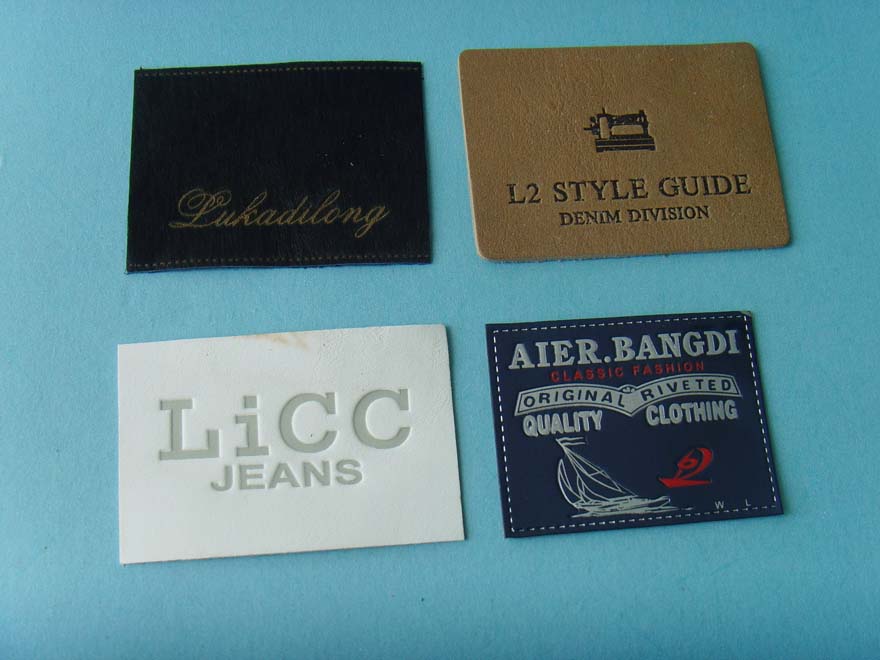 Lukadilong
L2 STYLE GUIDE
DENIM DIVISION
LiCC
JEANS
AIER.BANGDI
CLASSIC FASHION
ORIGINAL RIVETED
QUALITY CLOTHING
W L